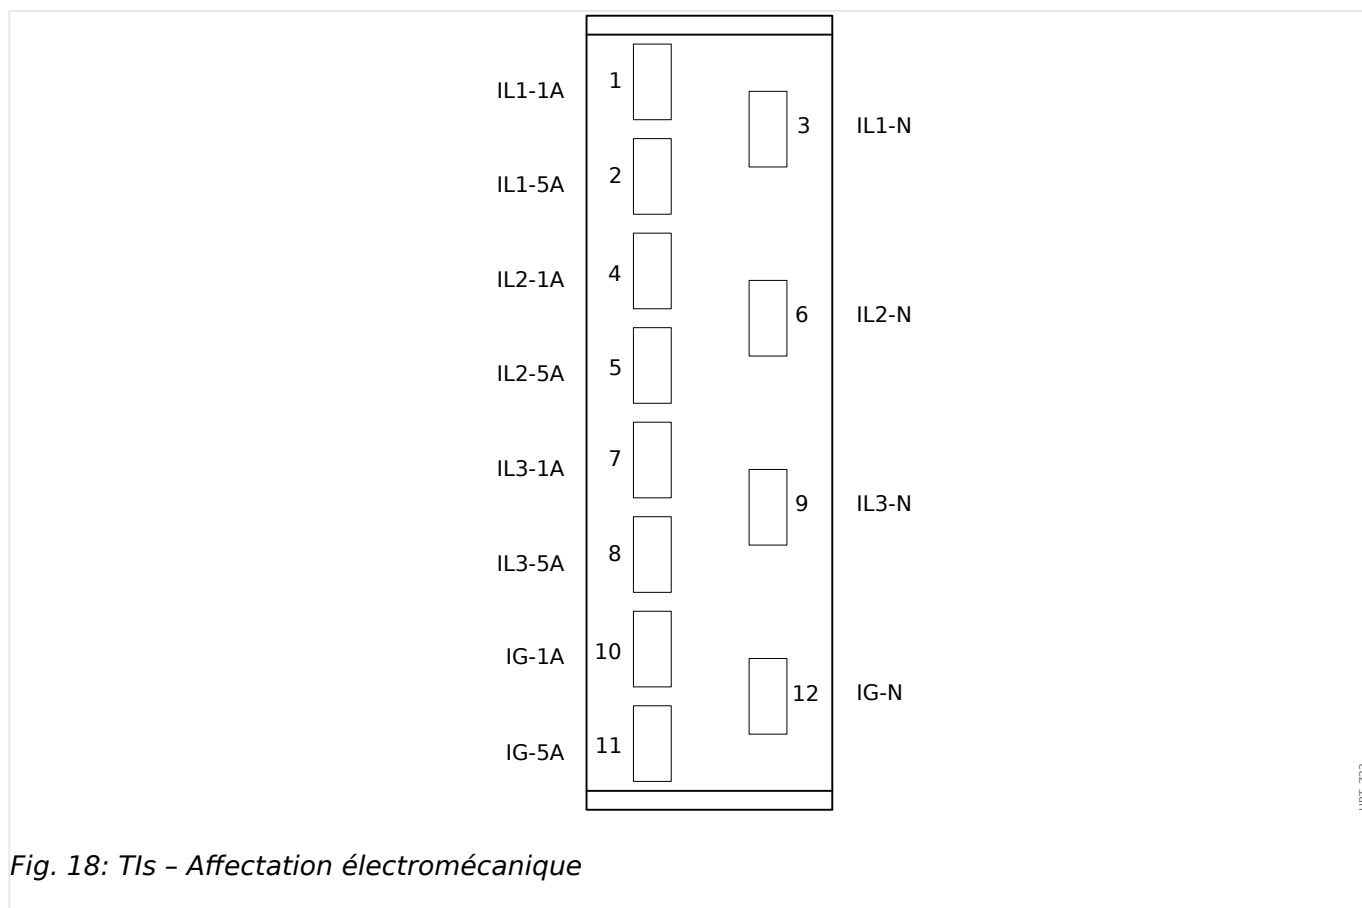 IL1-1A 1
3 IL1-N
IL1-5A 2
IL2-1A 4
6 IL2-N
IL2-5A 5
IL3-1A 7
9 IL3-N
IL3-5A 8
IG-1A 10
12 IG-N
IG-5A 11
Fig. 18: TIs – Affectation électromécanique